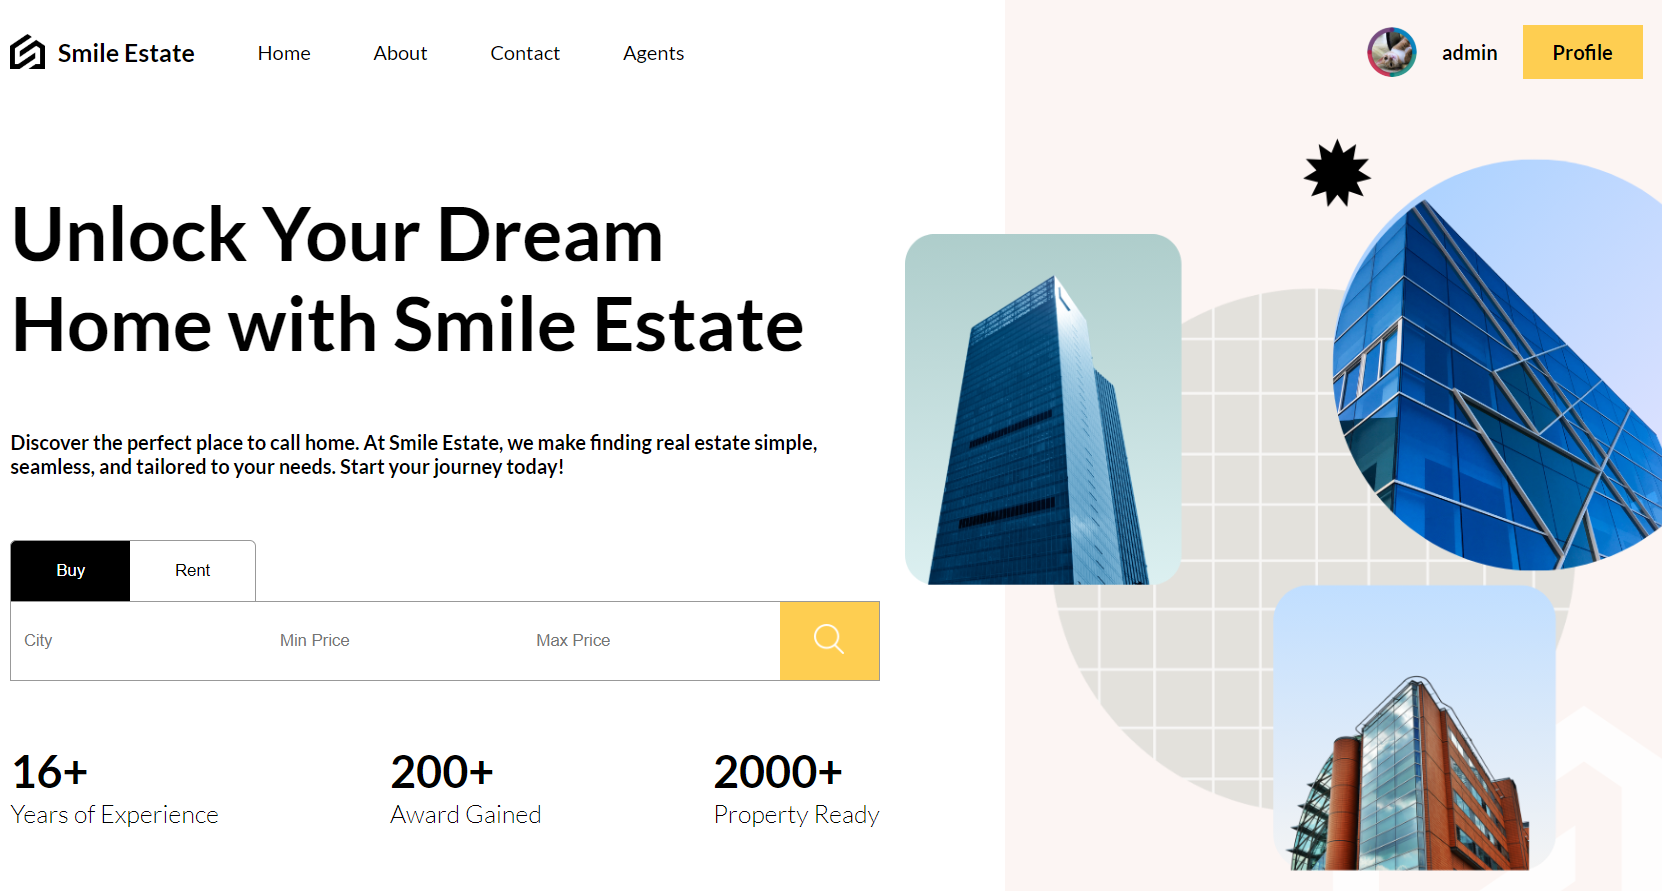 Smile Estate
Home
About
Contact
Agents
admin
Profile
Unlock Your Dream
Home with Smile Estate
Discover the perfect place to call home. At Smile Estate, we make finding real estate simple,
seamless, and tailored to your needs. Start your journey today!
Buy
Rent
City
Min Price
Max Price
16+
Years of Experience
200+
Award Gained
2000+
Property Ready